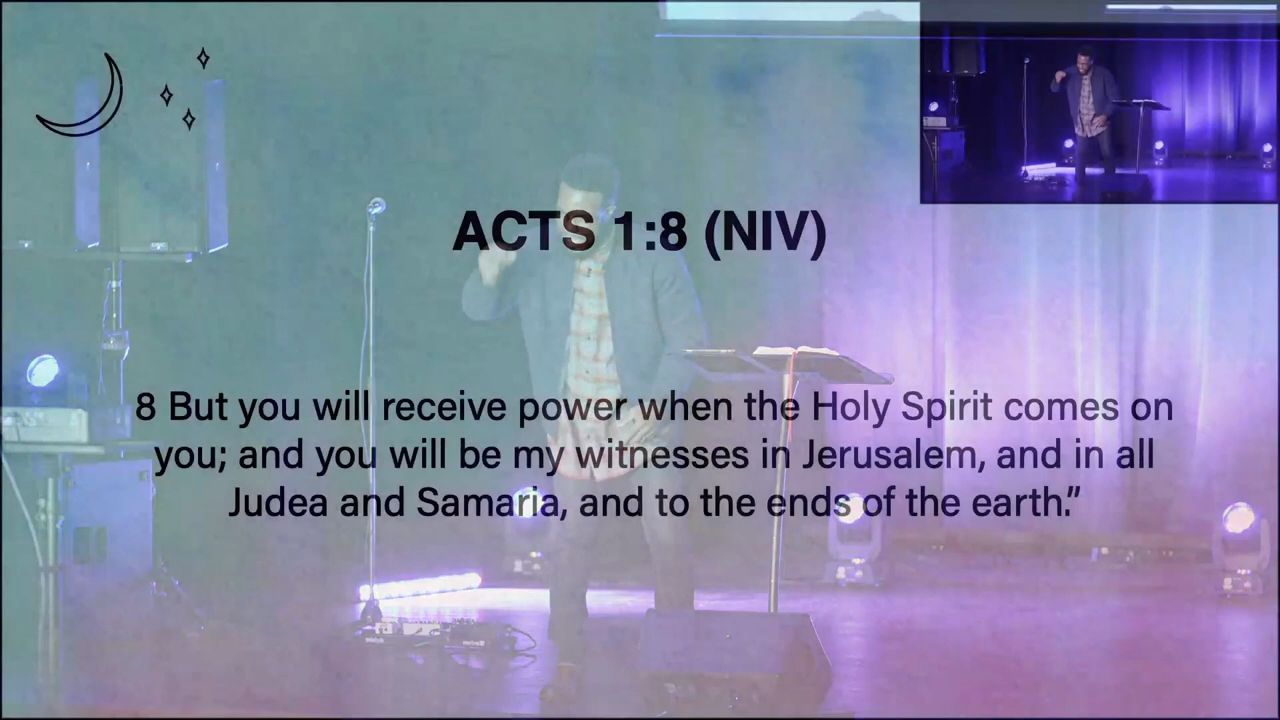 ACTS 1:8 (NIV)
8 But you will receive power when the Holy Spirit comes on
you; and you will be my witnesses in Jerusalem, and in all
Judea and Samaria, and to the ends of the earth.”